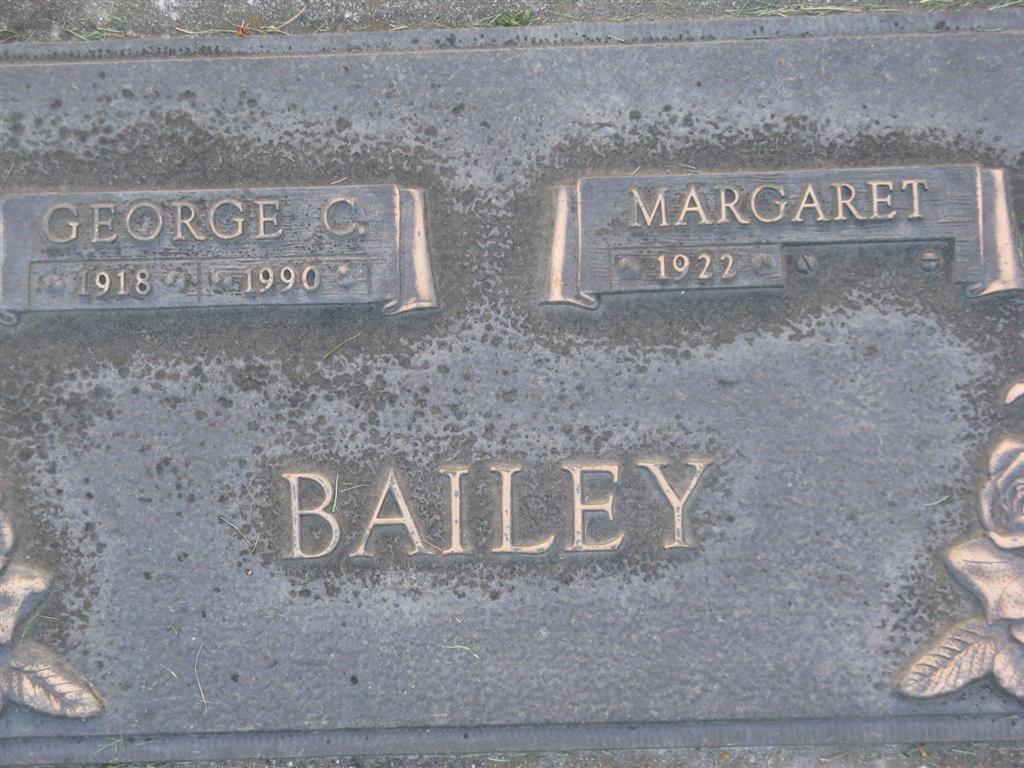 GEORGE C.
1918 1990
MARGARET
1922
BAILEY